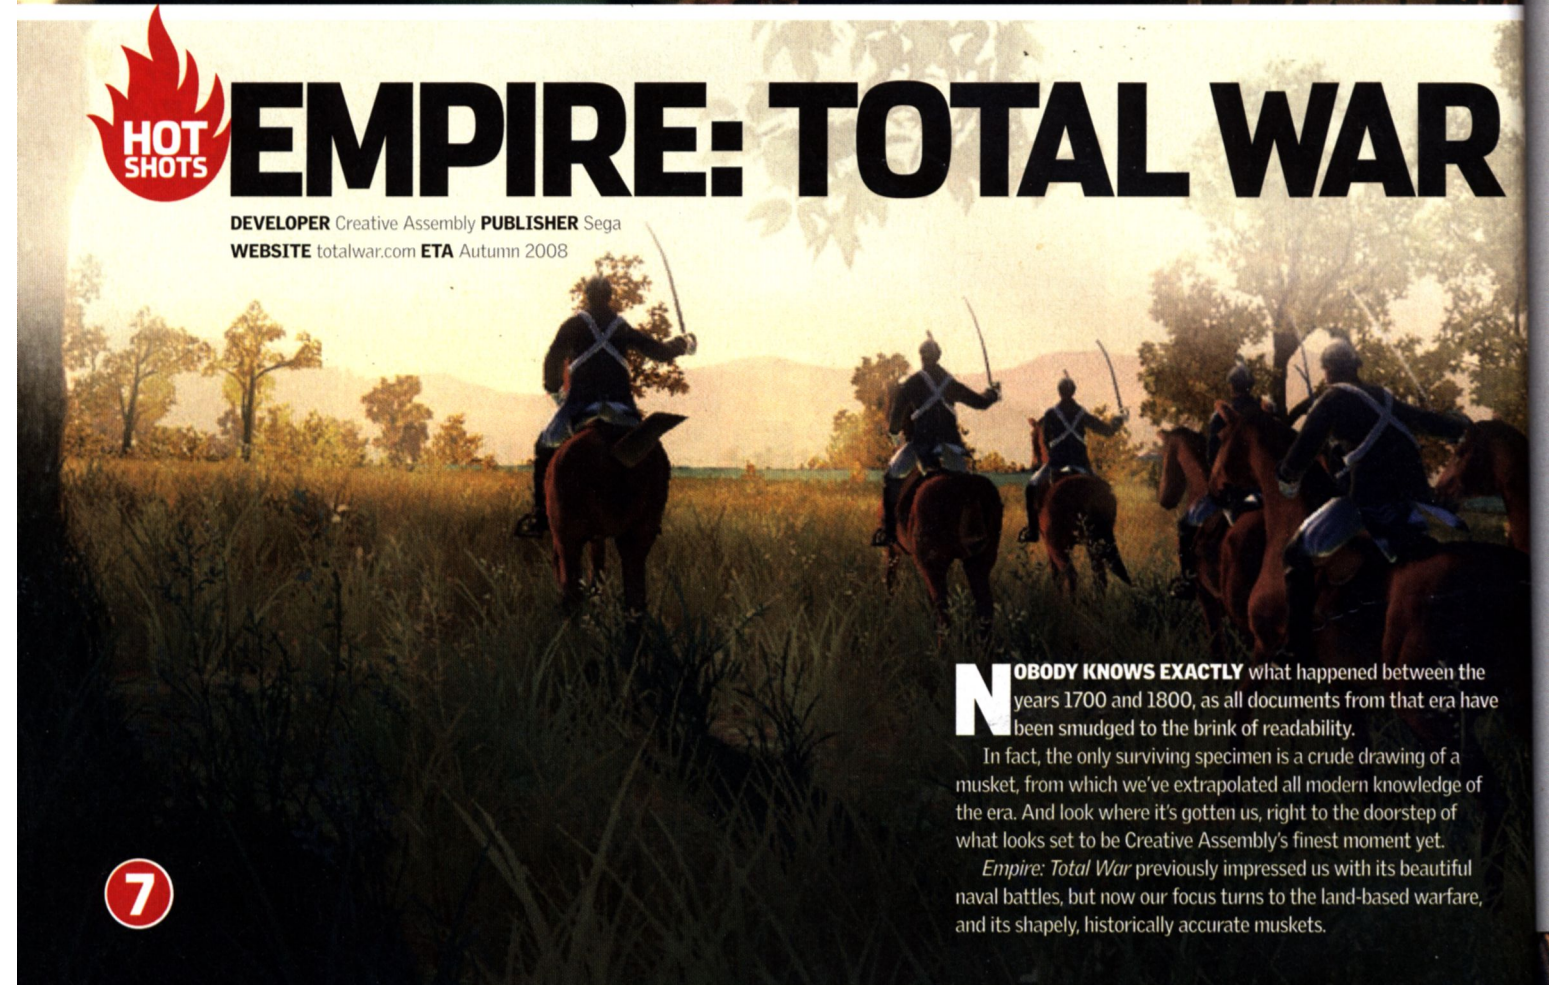 HOT
SHOTS
EMPIRE: TOTAL WAR
DEVELOPER Creative Assembly PUBLISHER Sega
WEBSITE totalwar.com ETA Autumn 2008
NOBODY KNOWS EXACTLY what happened between the
years 1700 and 1800, as all documents from that era have
been smudged to the brink of readability.
In fact, the only surviving specimen is a crude drawing of a
musket, from which we've extrapolated all modern knowledge of
the era. And look where it's gotten us, right to the doorstep of
what looks set to be Creative Assembly's finest moment yet.
Empire: Total War previously impressed us with its beautiful
naval battles, but now our focus turns to the land-based warfare,
and its shapely, historically accurate muskets.
7